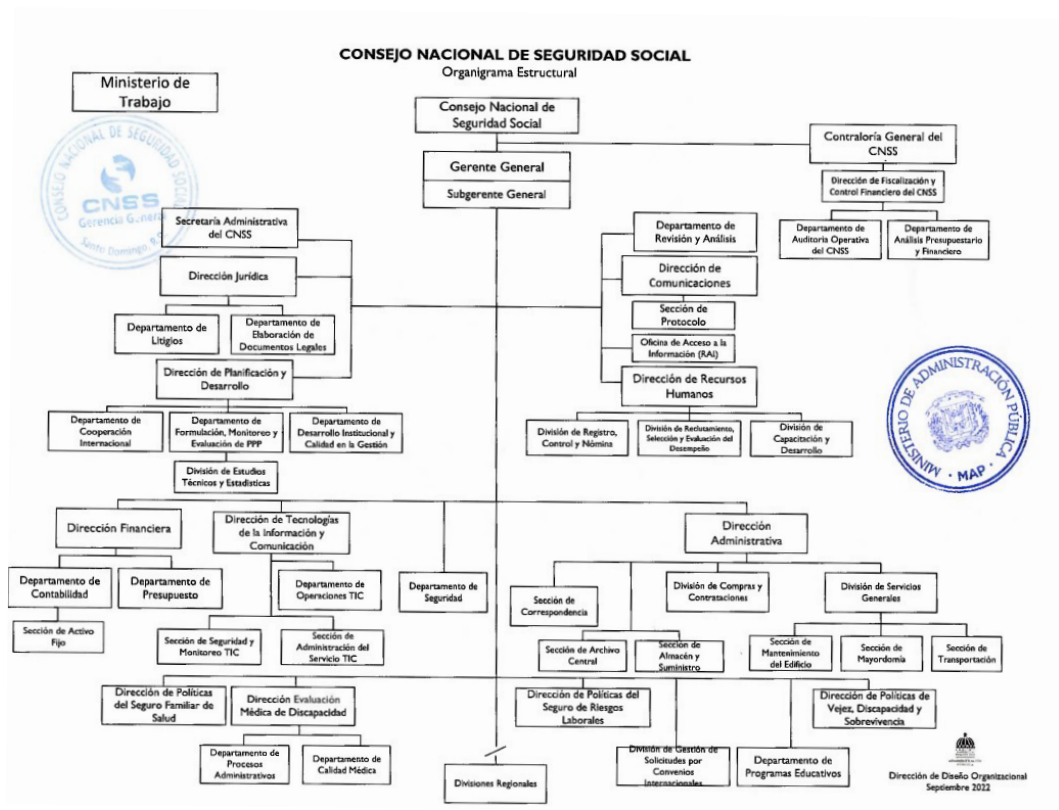 CONSEJO NACIONAL DE SEGURIDAD SOCIAL
Organigrama Estructural
Ministerio de
Trabajo
Consejo Nacional de
Seguridad Social
Contraloría General del
CNSS
Gerente General
Subgerente General
Dirección de Fiscalización y
Control Financiero del CNSS
Departamento de
Auditoria Operativa
del CNSS
Departamento de
Análisis Presupuestario
y Financiero
CONSEJO NACIONAL DE SEGURIDAD SOCIAL
CNSS
Gerencia General
Santo Domingo, R.D.
Secretaría Administrativa
del CNSS
Departamento de
Revisión y Análisis
Dirección Jurídica
Dirección de
Comunicaciones
Departamento de
Litigios
Departamento de
Elaboración de
Documentos Legales
Sección de
Protocolo
Oficina de Acceso a la
Información (RAI)
Dirección de Planificación y
Desarrollo
Dirección de Recursos
Humanos
Departamento de
Cooperación
Internacional
Departamento de
Formulación, Monitoreo y
Evaluación de PPP
Departamento de
Desarrollo Institucional y
Calidad en la Gestión
División de Registro,
Control y Nómina
División de Reclutamiento,
Selección y Evaluación del
Desempeño
División de
Capacitación y
Desarrollo
MINISTERIO DE ADMINISTRACIÓN PÚBLICA
· MAP ·
División de Estudios
Técnicos y Estadísticas
Dirección Financiera
Dirección de Tecnologías
de la Información y
Comunicación
Dirección
Administrativa
Departamento de
Contabilidad
Departamento de
Presupuesto
Departamento de
Operaciones TIC
Departamento de
Seguridad
Sección de
Correspondencia
División de Compras y
Contrataciones
División de Servicios
Generales
Sección de Activo
Fijo
Sección de Seguridad y
Monitoreo TIC
Sección de
Administración del
Servicio TIC
Sección de Archivo
Central
Sección de
Almacén y
Suministro
Sección de
Mantenimiento
del Edificio
Sección de
Mayordomía
Sección de
Transportación
Dirección de Políticas
del Seguro Familiar de
Salud
Dirección Evaluación
Médica de Discapacidad
Dirección de Políticas del
Seguro de Riesgos
Laborales
Dirección de Políticas de
Vejez, Discapacidad y
Sobrevivencia
Departamento de
Procesos
Administrativos
Departamento de
Calidad Médica
Divisiones Regionales
División de Gestión de
Solicitudes por
Convenios
Internacionales
Departamento de
Programas Educativos
Dirección de Diseño Organizacional
Septiembre 2022